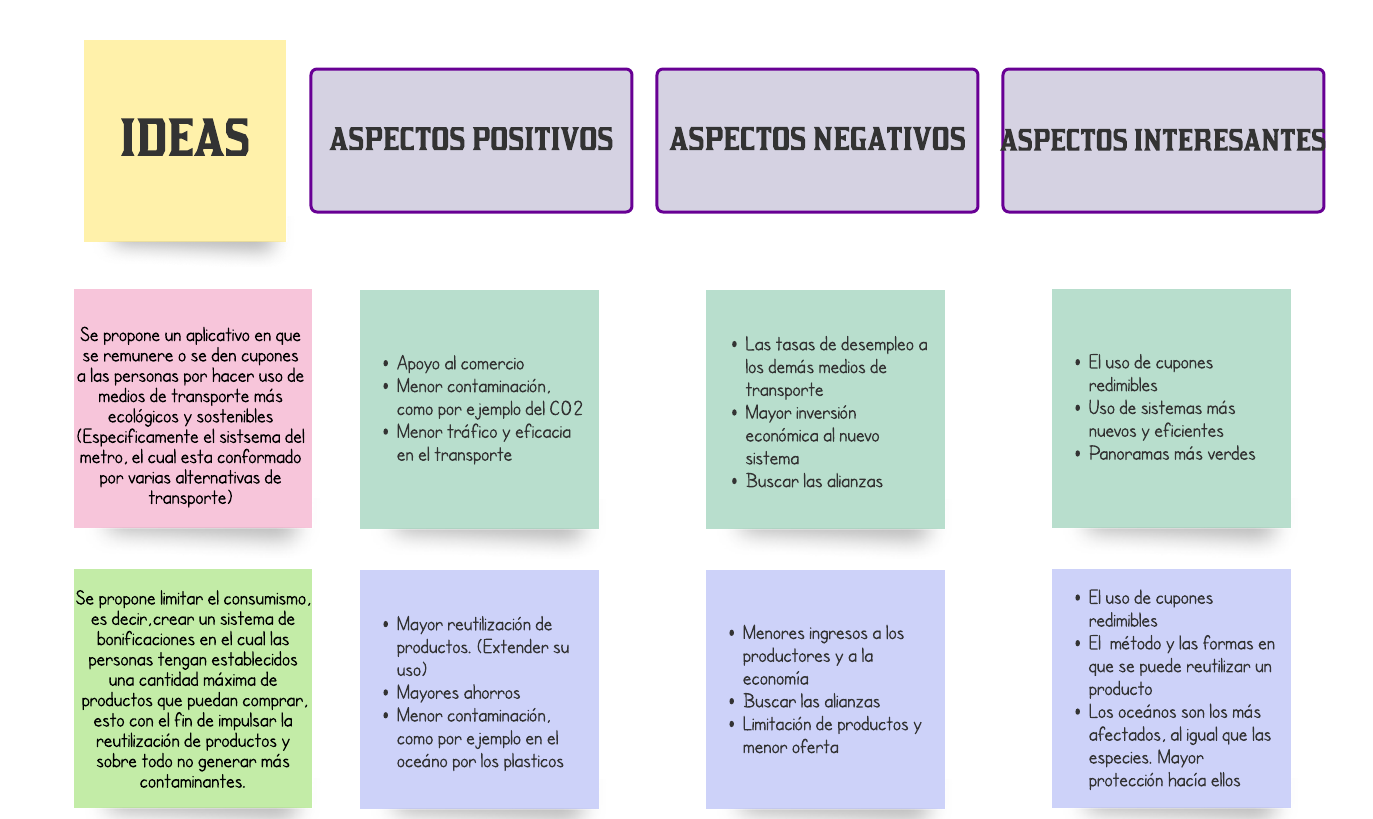 IDEAS
ASPECTOS POSITIVOS
ASPECTOS NEGATIVOS
ASPECTOS INTERESANTES
Se propone un aplicativo en que
se remunere o se den cupones
a las personas por hacer uso de
medios de transporte más
ecológicos y sostenibles
(Especificamente el sistsema del
metro, el cual esta conformado
por varias alternativas de
transporte)
• Apoyo al comercio
• Menor contaminación,
como por ejemplo del CO2
• Menor tráfico y eficacia
en el transporte
• Las tasas de desempleo a
los demás medios de
transporte
• Mayor inversión
económica al nuevo
sistema
• Buscar las alianzas
• El uso de cupones
redimibles
• Uso de sistemas más
nuevos y eficientes
• Panoramas más verdes
Se propone limitar el consumismo,
es decir,crear un sistema de
bonificaciones en el cual las
personas tengan establecidos
una cantidad máxima de
productos que puedan comprar,
esto con el fin de impulsar la
reutilización de productos y
sobre todo no generar más
contaminantes.
• Mayor reutilización de
productos. (Extender su
uso)
• Mayores ahorros
• Menor contaminación,
como por ejemplo en el
oceáno por los plasticos
• Menores ingresos a los
productores y a la
economía
• Buscar las alianzas
• Limitación de productos y
menor oferta
• El uso de cupones
redimibles
• El método y las formas en
que se puede reutilizar un
producto
• Los oceános son los más
afectados, al igual que las
especies. Mayor
protección hacía ellos